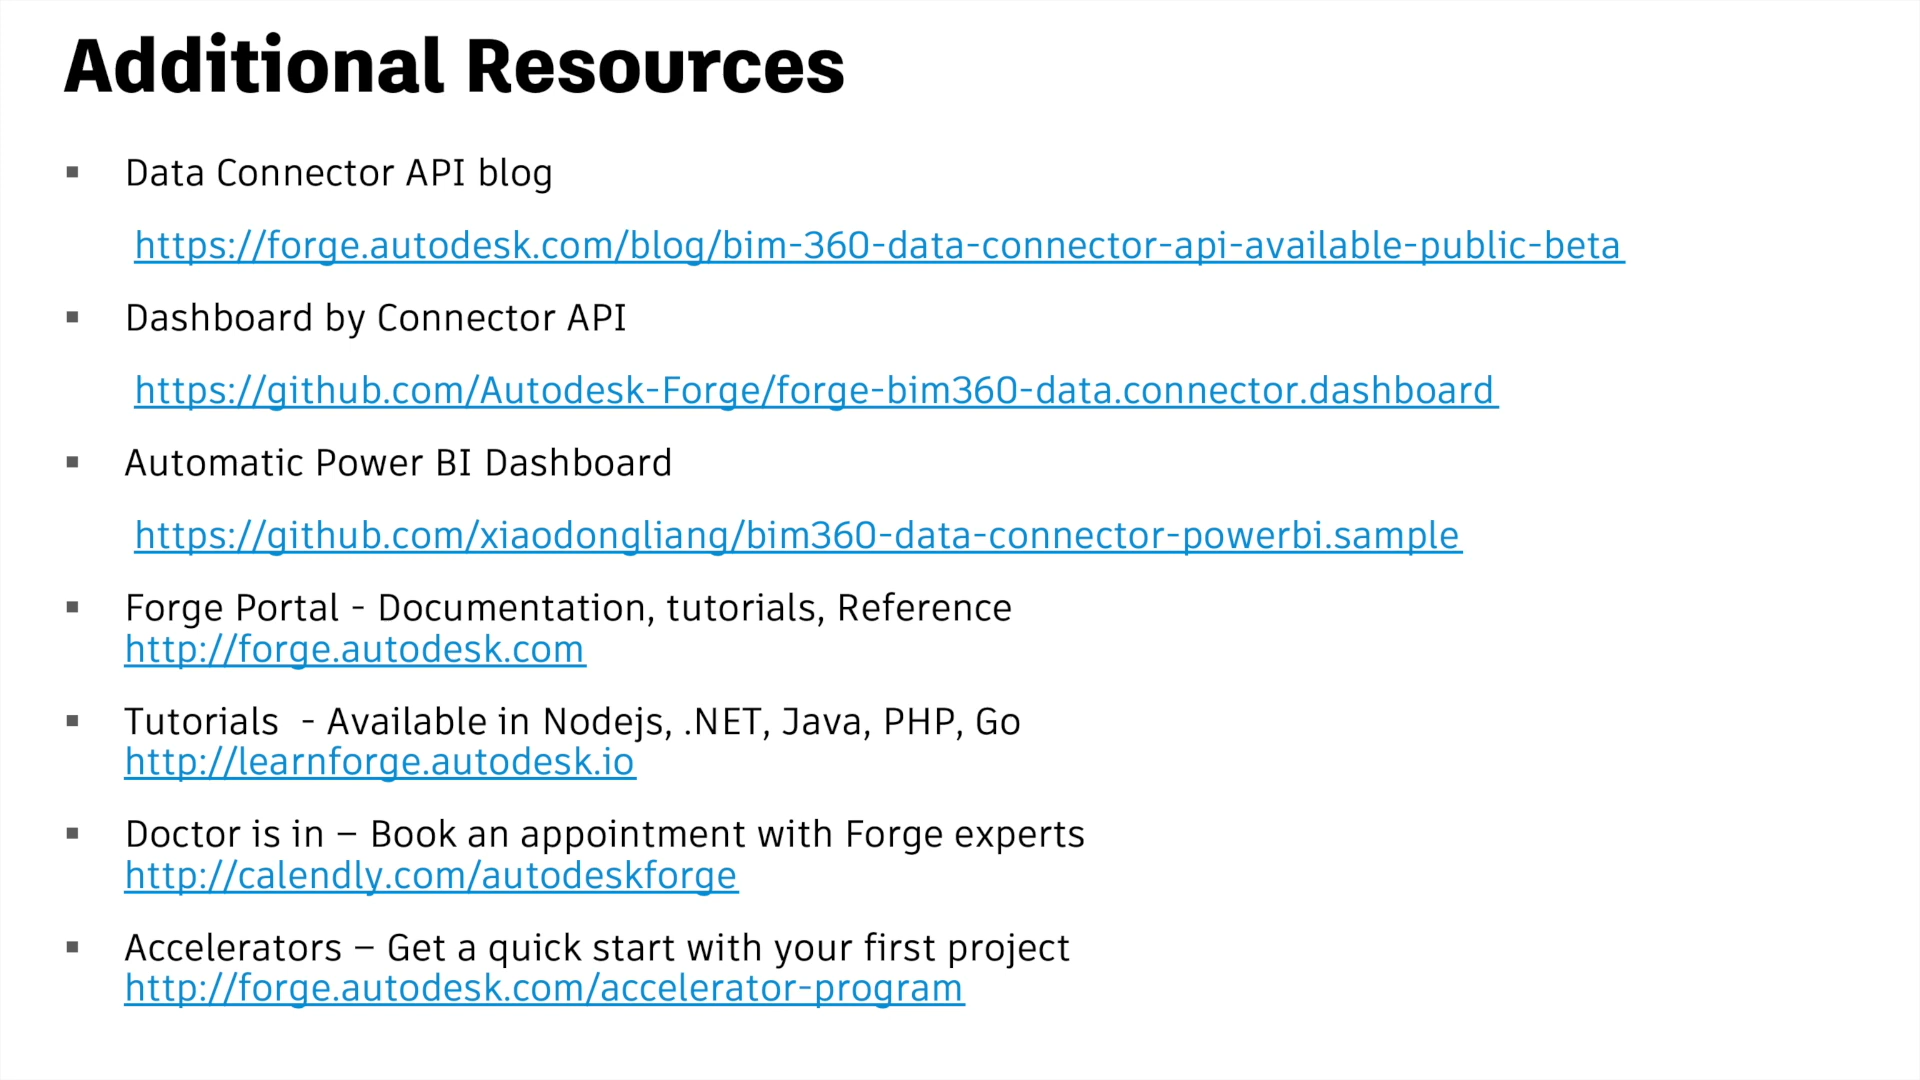 Additional Resources
▪ Data Connector API blog
https://forge.autodesk.com/blog/bim-360-data-connector-api-available-public-beta
▪ Dashboard by Connector API
https://github.com/Autodesk-Forge/forge-bim360-data.connector.dashboard
▪ Automatic Power BI Dashboard
https://github.com/xiaodongliang/bim360-data-connector-powerbi.sample
▪ Forge Portal - Documentation, tutorials, Reference
http://forge.autodesk.com
▪ Tutorials  - Available in Nodejs, .NET, Java, PHP, Go
http://learnforge.autodesk.io
▪ Doctor is in – Book an appointment with Forge experts
http://calendly.com/autodeskforge
▪ Accelerators – Get a quick start with your first project
http://forge.autodesk.com/accelerator-program